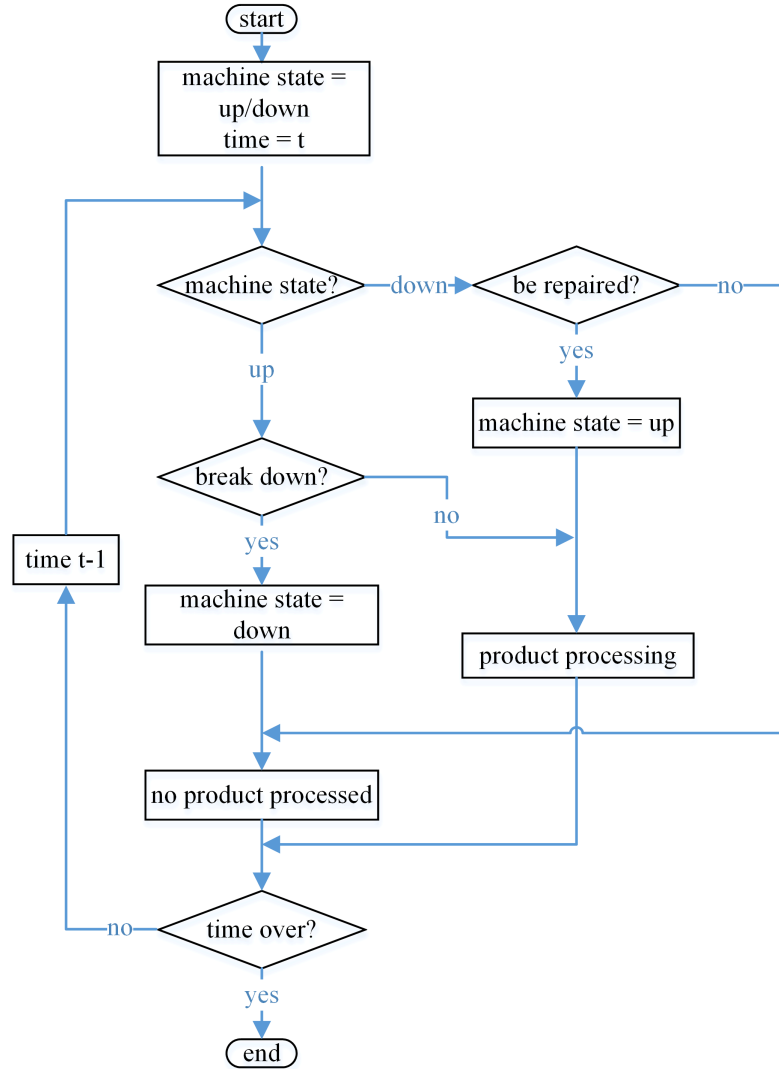 start
machine state =
up/down
time = t
machine state?
down
be repaired?
no
up
yes
machine state = up
break down?
no
yes
time t-1
machine state =
down
product processing
no product processed
no
time over?
yes
end